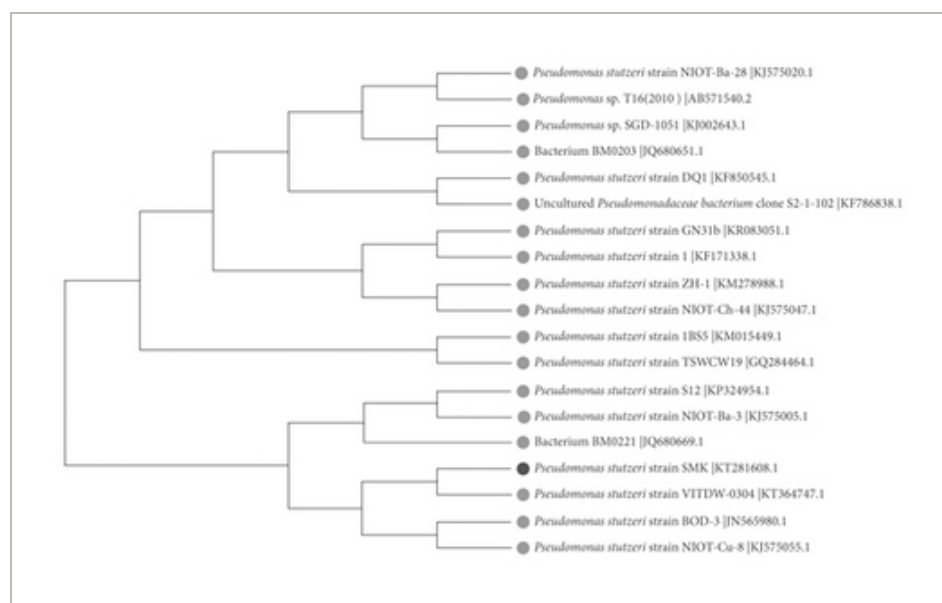 Pseudomonas stutzeri strain NIOT-Ba-28 |KJ575020.1
Pseudomonas sp. T16(2010 ) |AB571540.2
Pseudomonas sp. SGD-1051 |KJ002643.1
Bacterium BM0203 |JQ680651.1
Pseudomonas stutzeri strain DQ1 |KF850545.1
Uncultured Pseudomonadaceae bacterium clone S2-1-102 |KF786838.1
Pseudomonas stutzeri strain GN31b |KR083051.1
Pseudomonas stutzeri strain 1 |KF171338.1
Pseudomonas stutzeri strain ZH-1 |KM278988.1
Pseudomonas stutzeri strain NIOT-Ch-44 |KJ575047.1
Pseudomonas stutzeri strain 1BS5 |KM015449.1
Pseudomonas stutzeri strain TSWCW19 |GQ284464.1
Pseudomonas stutzeri strain S12 |KP324954.1
Pseudomonas stutzeri strain NIOT-Ba-3 |KJ575005.1
Bacterium BM0221 |JQ680669.1
Pseudomonas stutzeri strain SMK |KT281608.1
Pseudomonas stutzeri strain VITDW-0304 |KT364747.1
Pseudomonas stutzeri strain BOD-3 |JN565980.1
Pseudomonas stutzeri strain NIOT-Cu-8 |KJ575055.1